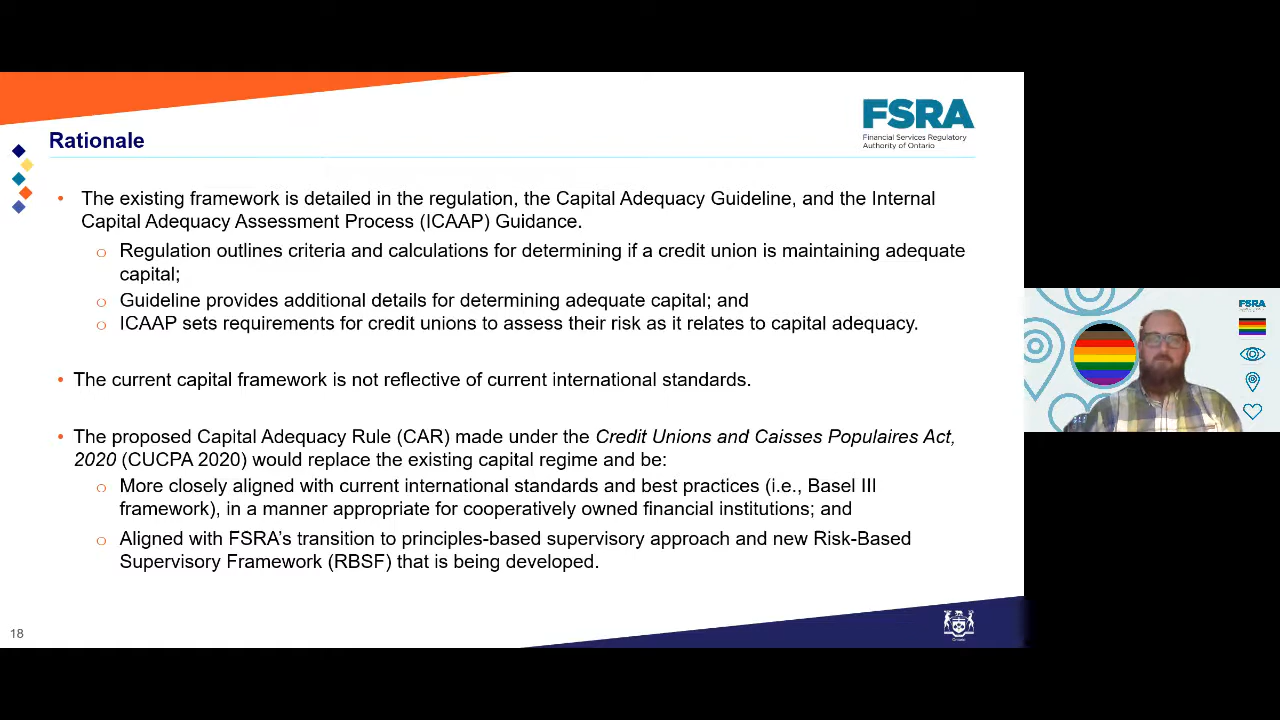 FSRA
Financial Services Regulatory
Authority of Ontario
Rationale
• The existing framework is detailed in the regulation, the Capital Adequacy Guideline, and the Internal
Capital Adequacy Assessment Process (ICAAP) Guidance.
o Regulation outlines criteria and calculations for determining if a credit union is maintaining adequate
capital;
o Guideline provides additional details for determining adequate capital; and
o ICAAP sets requirements for credit unions to assess their risk as it relates to capital adequacy.
• The current capital framework is not reflective of current international standards.
• The proposed Capital Adequacy Rule (CAR) made under the Credit Unions and Caisses Populaires Act,
2020 (CUCPA 2020) would replace the existing capital regime and be:
o More closely aligned with current international standards and best practices (i.e., Basel III
framework), in a manner appropriate for cooperatively owned financial institutions; and
o Aligned with FSRA's transition to principles-based supervisory approach and new Risk-Based
Supervisory Framework (RBSF) that is being developed.
18
Ontario
FSRA